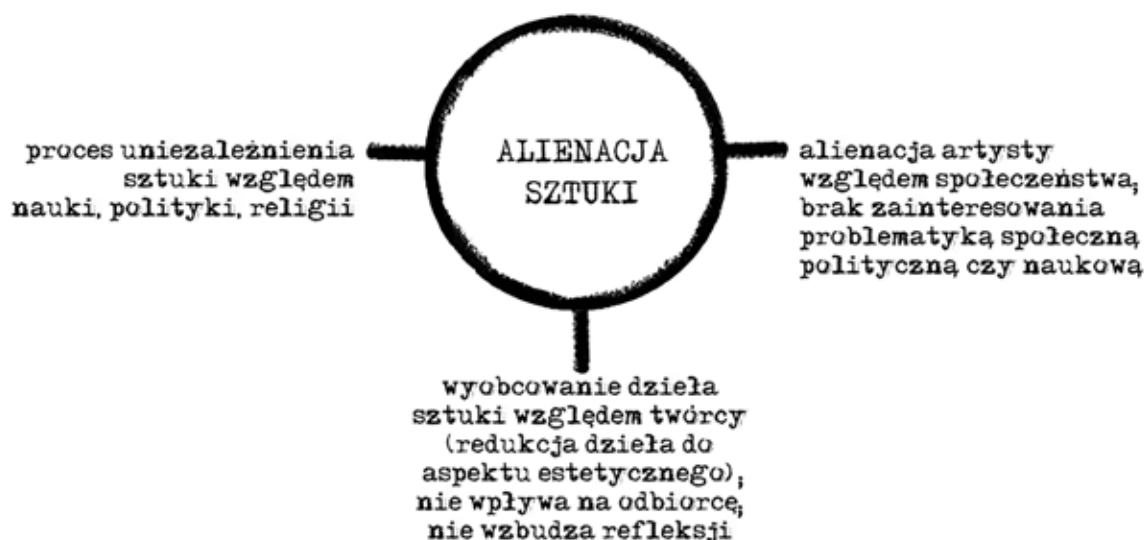 ALIENACJA
SZTUKI
proces uniezależnienia
sztuki względem
nauki, polityki, religii
alienacja artysty
względem społeczeństwa;
brak zainteresowania
problematyką społeczną
polityczną czy naukową
wyobcowanie dzieła
sztuki względem twórcy
(redukcja dzieła do
aspektu estetycznego);
nie wpływa na odbiorcę;
nie wzbudza refleksji